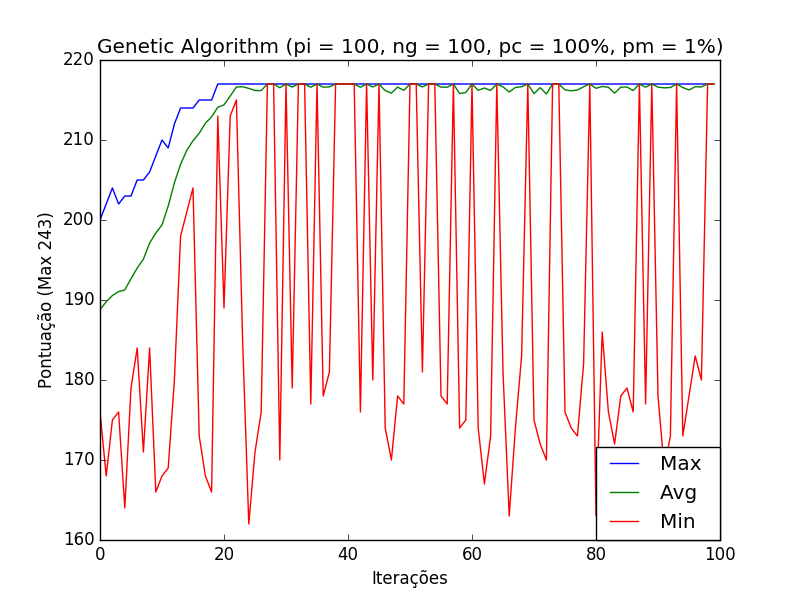 Genetic Algorithm (pi = 100, ng = 100, pc = 100%, pm = 1%)
220
210
200
190
180
170
160
Pontuação (Max 243)
0
20
40
60
80
100
Iterações
Max
Avg
Min